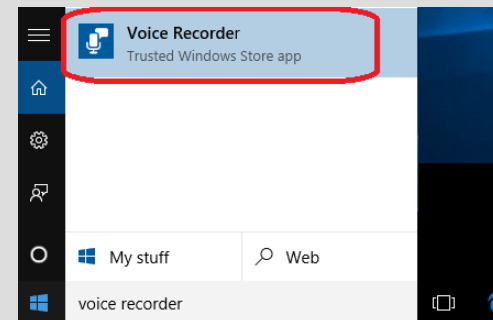 Voice Recorder
Trusted Windows Store app
My stuff
Web
voice recorder